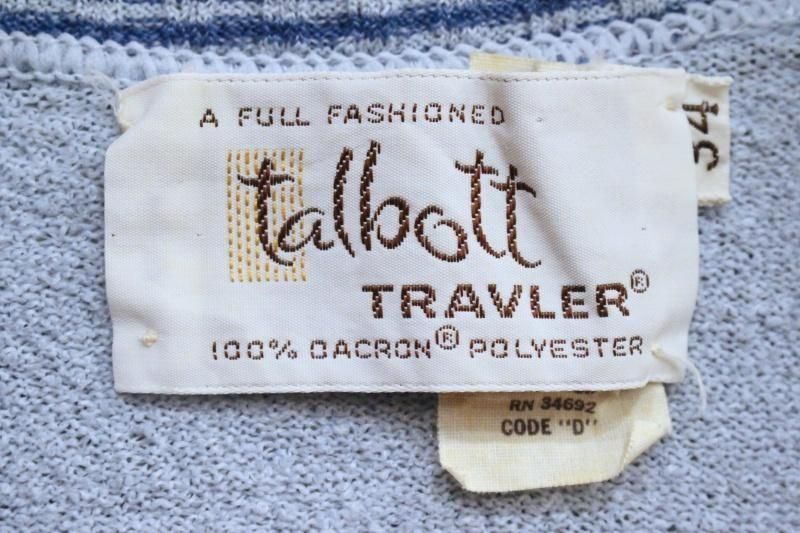 A FULL FASHIONED
talbott
TRAVLER®
100% DACRON® POLYESTER
34
RN 34692
CODE "D"